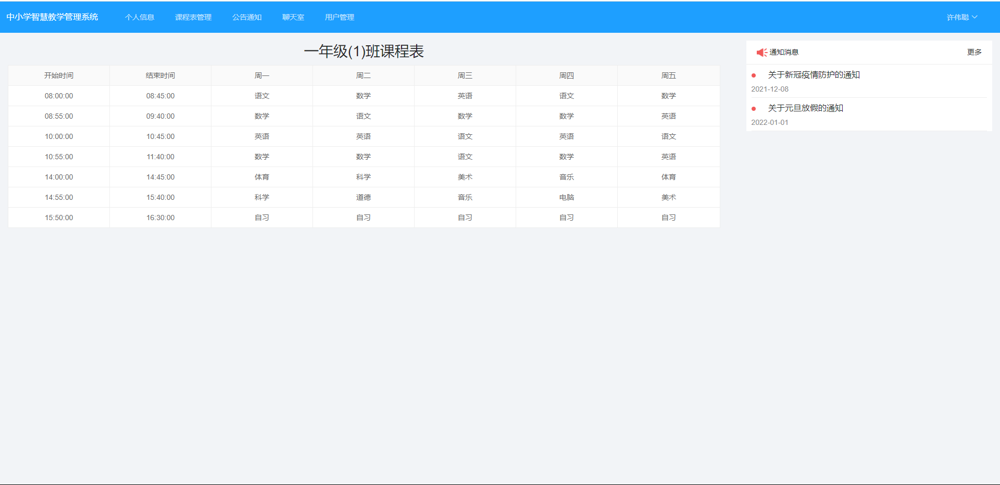 中小学智慧教学管理系统 个人信息 课程表管理 公告通知 聊天室 用户管理 许伟聪
一年级(1)班课程表
开始时间 结束时间 周一 周二 周三 周四 周五
08:00:00 08:45:00 语文 数学 英语 语文 数学
08:55:00 09:40:00 数学 语文 数学 数学 英语
10:00:00 10:45:00 英语 英语 语文 英语 语文
10:55:00 11:40:00 数学 数学 语文 数学 英语
14:00:00 14:45:00 体育 科学 美术 音乐 体育
14:55:00 15:40:00 科学 道德 音乐 电脑 美术
15:50:00 16:30:00 自习 自习 自习 自习 自习
通知消息 更多
关于新冠疫情防护的通知
2021-12-08
关于元旦放假的通知
2022-01-01